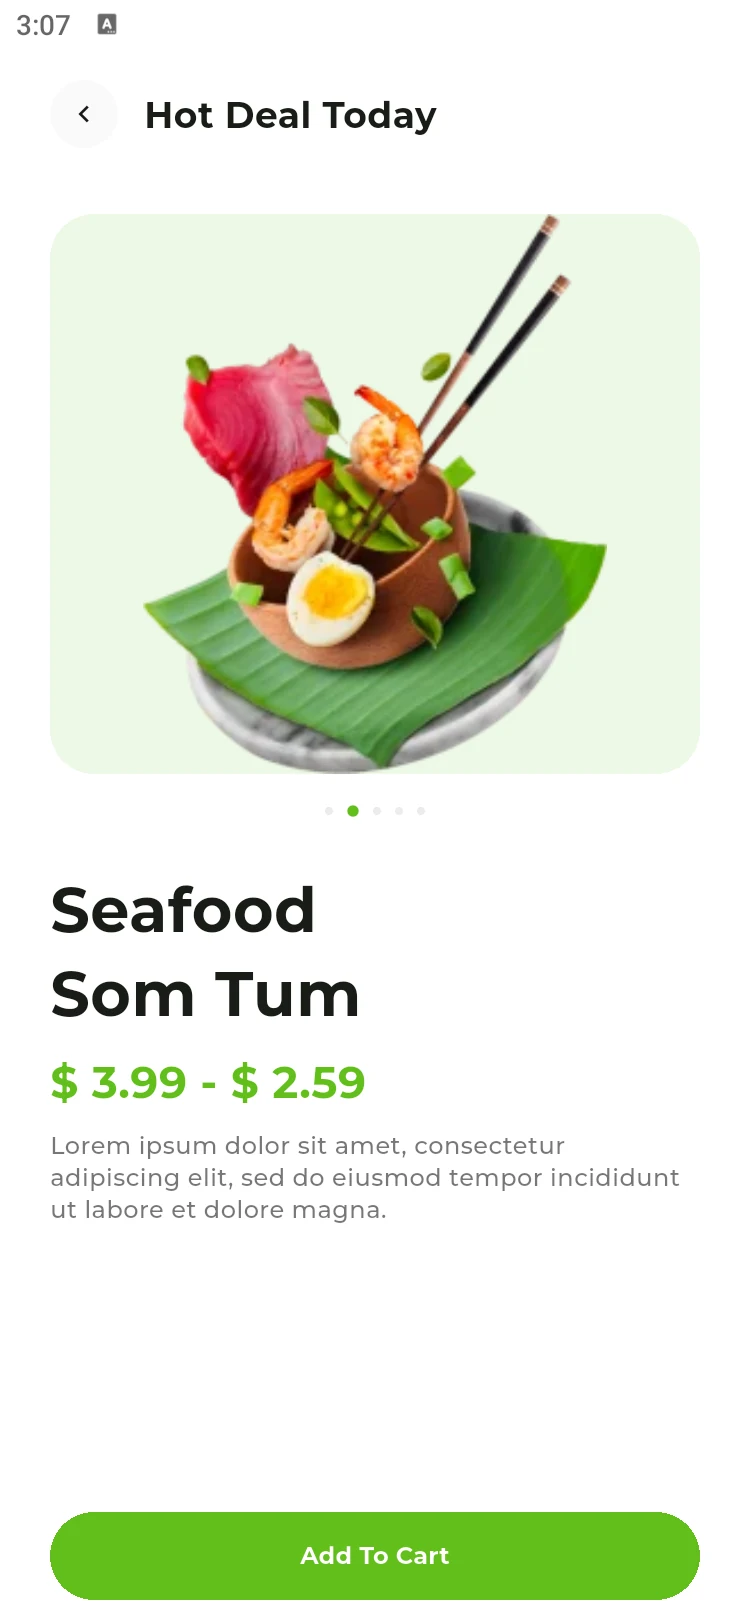 3:07 A
Hot Deal Today
Seafood
Som Tum
$ 3.99 - $ 2.59
Lorem ipsum dolor sit amet, consectetur
adipiscing elit, sed do eiusmod tempor incididunt
ut labore et dolore magna.
Add To Cart